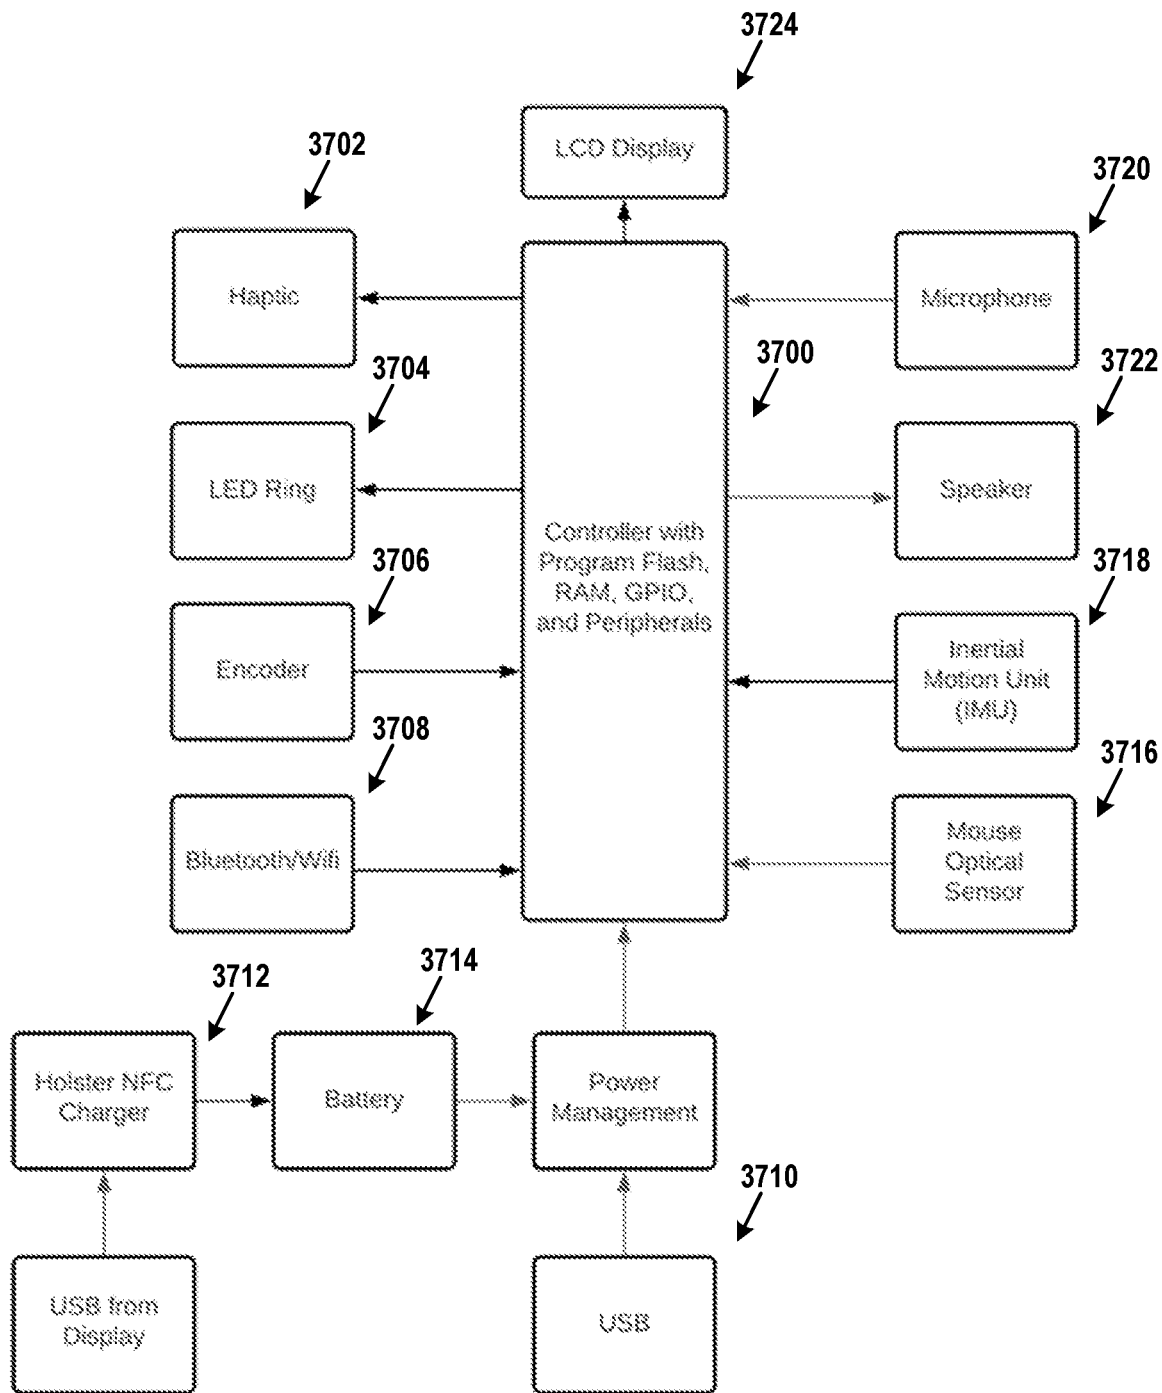 3724
LCD Display
3702
Haptic
3720
Microphone
3704
LED Ring
3700
Controller with
Program Flash,
RAM, GPIO,
and Peripherals
3722
Speaker
3706
Encoder
3718
Inertial
Motion Unit
(IMU)
3708
Bluetooth/Wifi
3716
Mouse
Optical
Sensor
3712
Holster NFC
Charger
3714
Battery
Power
Management
3710
USB from
Display
USB